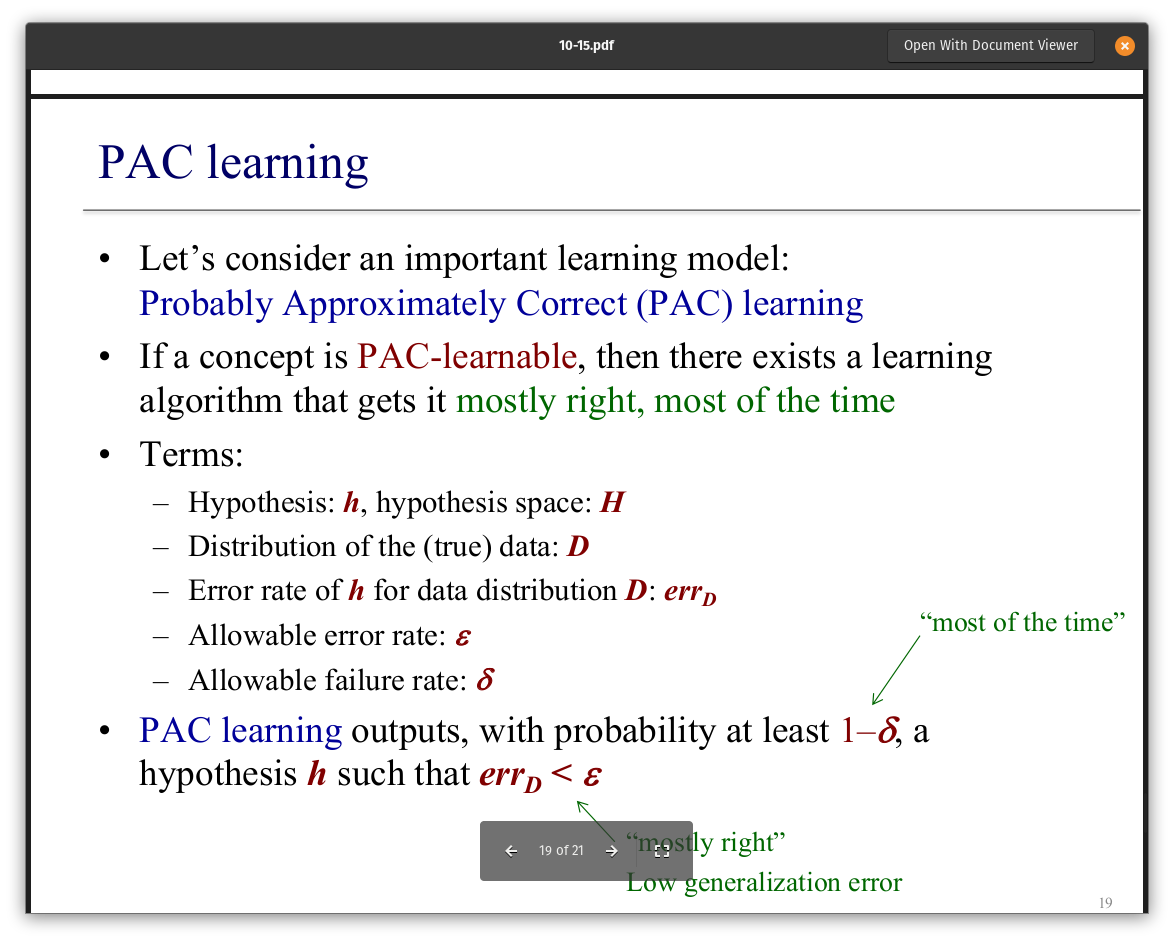 10-15.pdf
Open With Document Viewer
PAC learning
• Let’s consider an important learning model:
Probably Approximately Correct (PAC) learning
• If a concept is PAC-learnable, then there exists a learning
algorithm that gets it mostly right, most of the time
• Terms:
– Hypothesis: h, hypothesis space: H
– Distribution of the (true) data: D
– Error rate of h for data distribution D: err_D
– Allowable error rate: ε
– Allowable failure rate: δ
“most of the time”
• PAC learning outputs, with probability at least 1–δ, a
hypothesis h such that err_D < ε
“mostly right”
Low generalization error
19 of 21
19